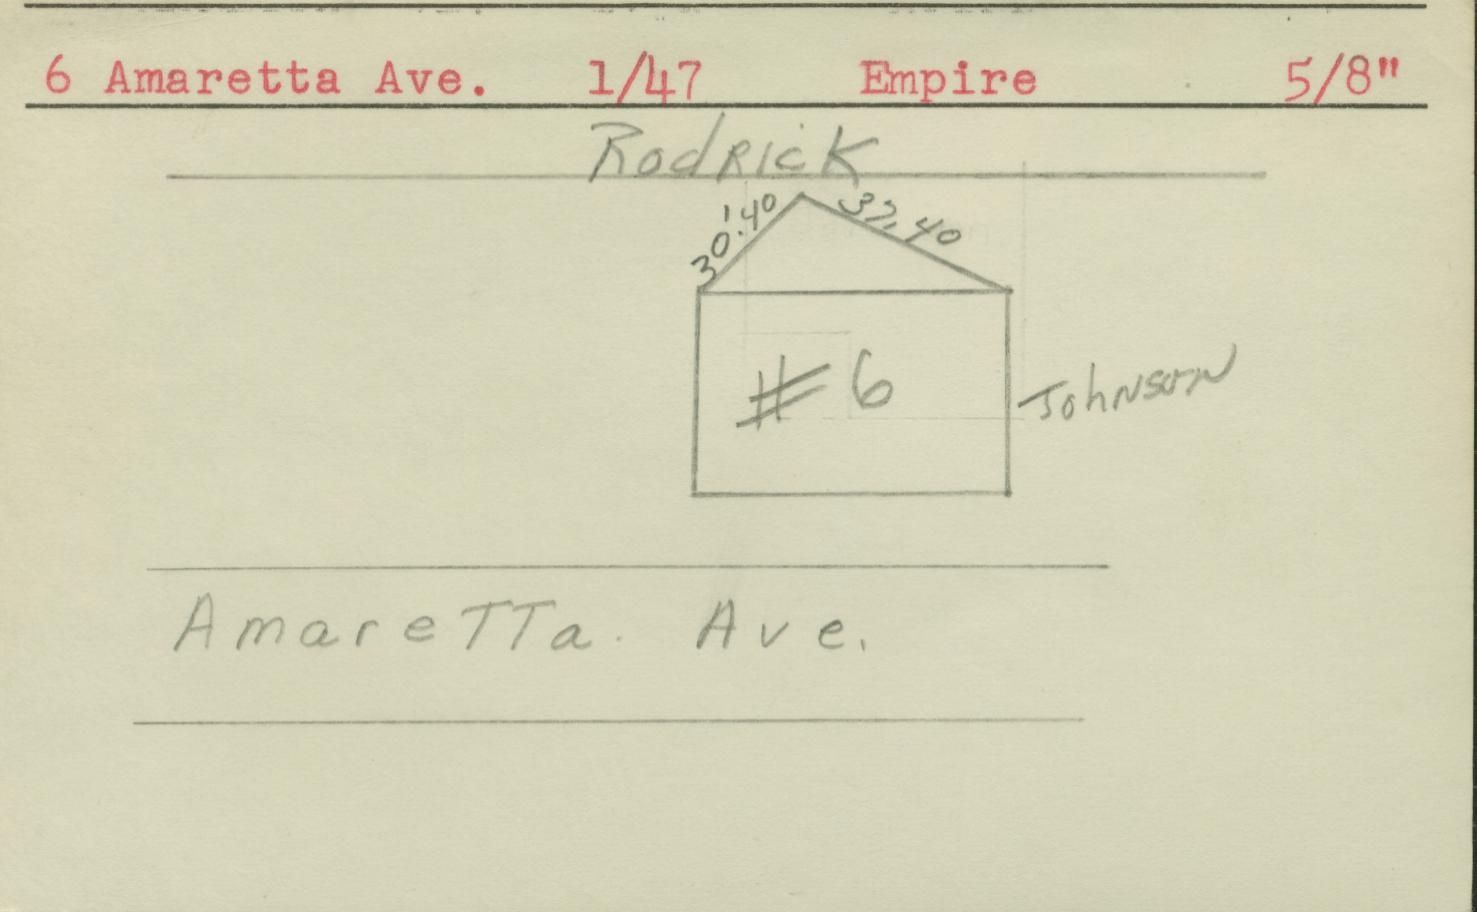 6 Amaretta Ave. 1/47 Empire 5/8"
RodRicK
30'.40 37.40
# 6
Johnson
AmareTTa. Ave.